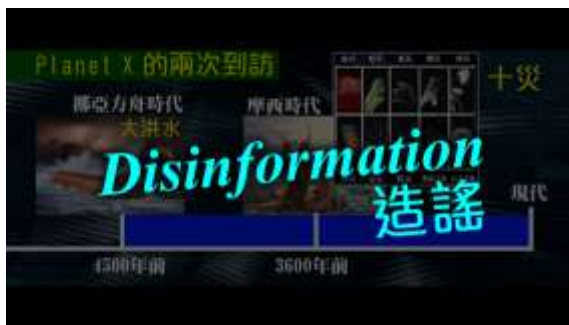 Planet X 的兩次到訪
十災
挪亞方舟時代
摩西時代
大洪水
Disinformation
造謠
現代
4500年前
3600年前